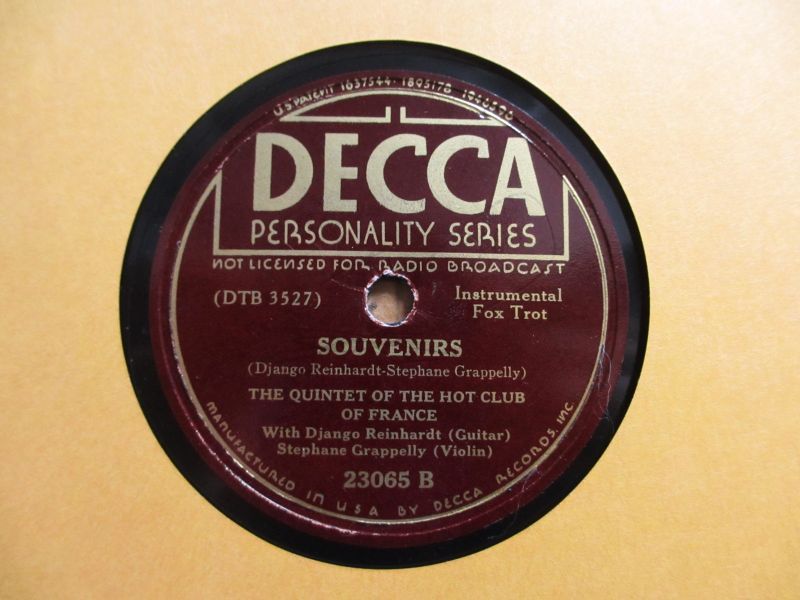 U.S. PATENT 1637544 - 1895178 - 1946596
DECCA
PERSONALITY SERIES
NOT LICENSED FOR RADIO BROADCAST
(DTB 3527)
Instrumental
Fox Trot
SOUVENIRS
(Django Reinhardt-Stephane Grappelly)
THE QUINTET OF THE HOT CLUB
OF FRANCE
With Django Reinhardt (Guitar)
Stephane Grappelly (Violin)
23065 B
MANUFACTURED IN U S A BY DECCA RECORDS, INC.